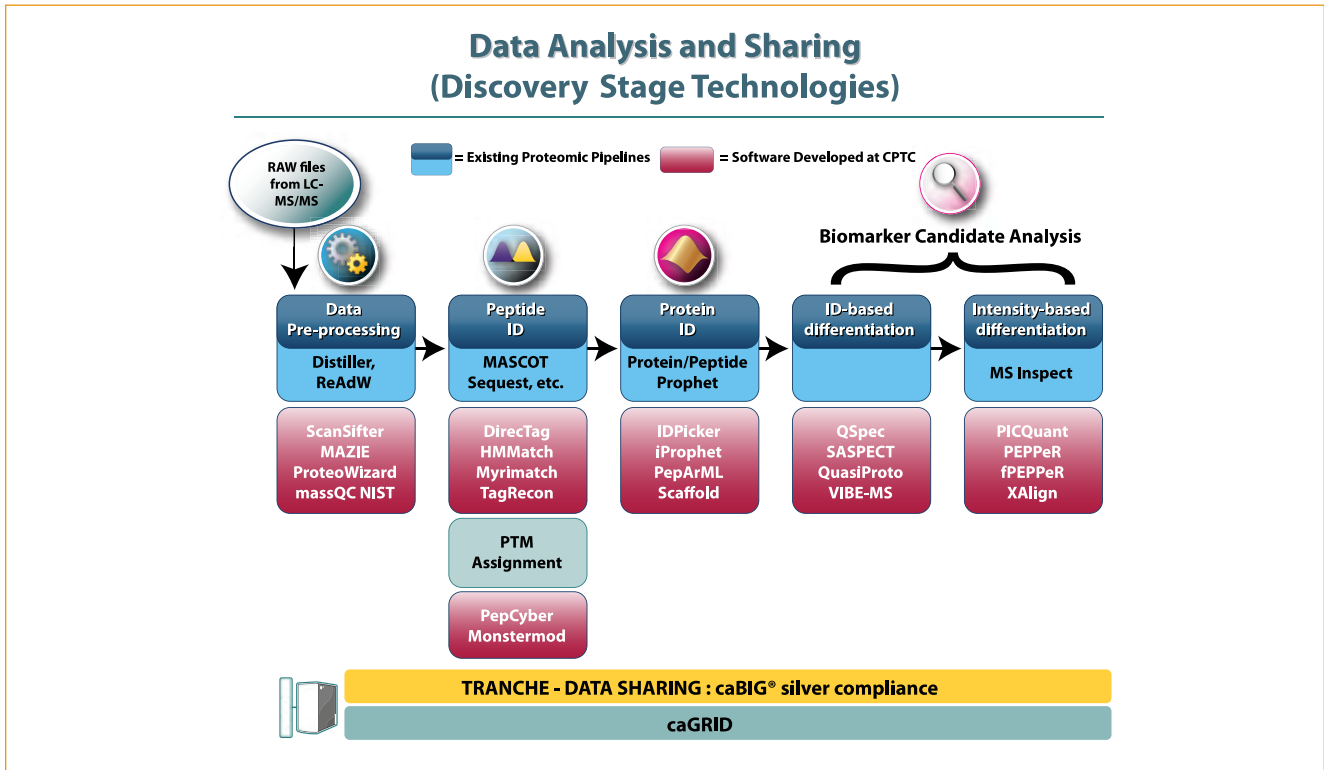 Data Analysis and Sharing
(Discovery Stage Technologies)
RAW files
from LC-
MS/MS
= Existing Proteomic Pipelines
= Software Developed at CPTC
Biomarker Candidate Analysis
Data
Pre-processing
Distiller,
ReAdW
ScanSifter
MAZIE
ProteoWizard
massQC NIST
Peptide
ID
MASCOT
Sequest, etc.
DirecTag
HMMatch
Myrimatch
TagRecon
PTM
Assignment
PepCyber
Monstermod
Protein
ID
Protein/Peptide
Prophet
IDPicker
iProphet
PepArML
Scaffold
ID-based
differentiation
QSpec
SASPECT
QuasiProto
VIBE-MS
Intensity-based
differentiation
MS Inspect
PICQuant
PEPPeR
fPEPPeR
XAlign
TRANCHE - DATA SHARING : caBIG® silver compliance
caGRID